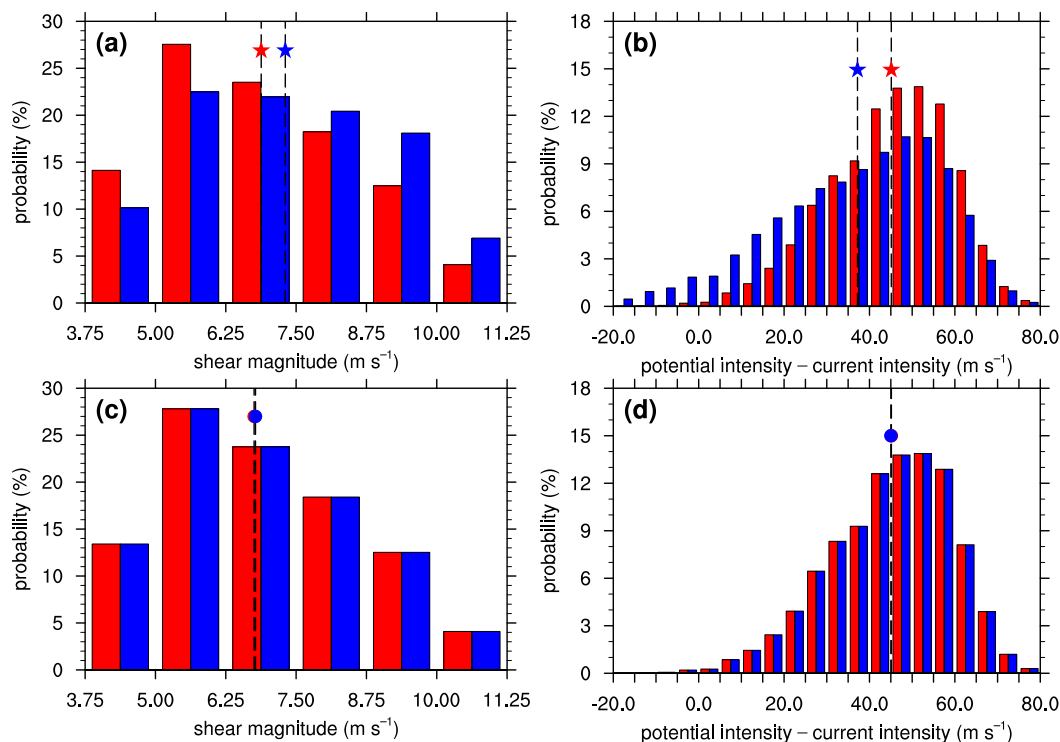 (a)
probability (%)
30
25
20
15
10
5
0
3.75 5.00 6.25 7.50 8.75 10.00 11.25
shear magnitude (m s⁻¹)
(b)
probability (%)
18
15
12
9
6
3
0
-20.0 0.0 20.0 40.0 60.0 80.0
potential intensity – current intensity (m s⁻¹)
(c)
probability (%)
30
25
20
15
10
5
0
3.75 5.00 6.25 7.50 8.75 10.00 11.25
shear magnitude (m s⁻¹)
(d)
probability (%)
18
15
12
9
6
3
0
-20.0 0.0 20.0 40.0 60.0 80.0
potential intensity – current intensity (m s⁻¹)